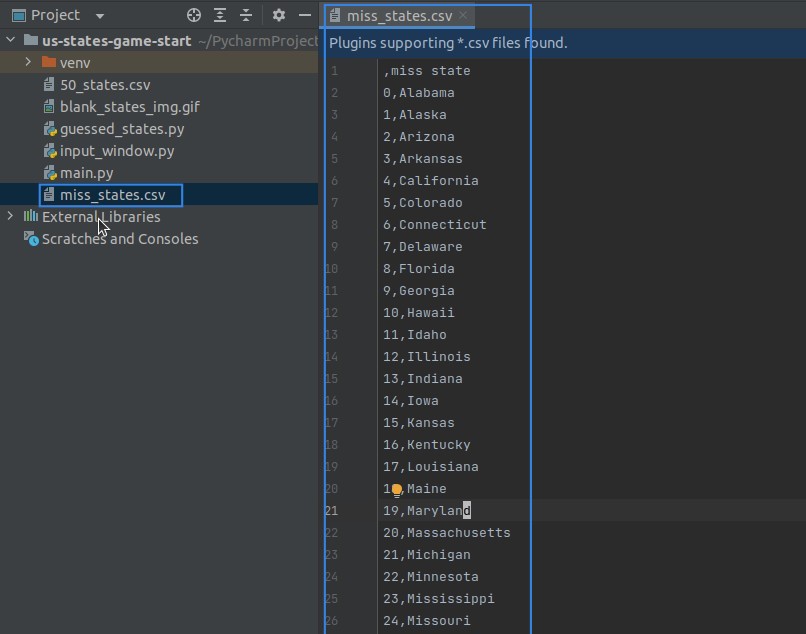 Project
us-states-game-start ~/PycharmProject
venv
50_states.csv
blank_states_img.gif
guessed_states.py
input_window.py
main.py
miss_states.csv
External Libraries
Scratches and Consoles
miss_states.csv
Plugins supporting *.csv files found.
1 ,miss state
2 0,Alabama
3 1,Alaska
4 2,Arizona
5 3,Arkansas
6 4,California
7 5,Colorado
8 6,Connecticut
9 7,Delaware
10 8,Florida
11 9,Georgia
12 10,Hawaii
13 11,Idaho
14 12,Illinois
15 13,Indiana
16 14,Iowa
17 15,Kansas
18 16,Kentucky
19 17,Louisiana
20 1 ,Maine
21 19,Maryland
22 20,Massachusetts
23 21,Michigan
24 22,Minnesota
25 23,Mississippi
26 24,Missouri